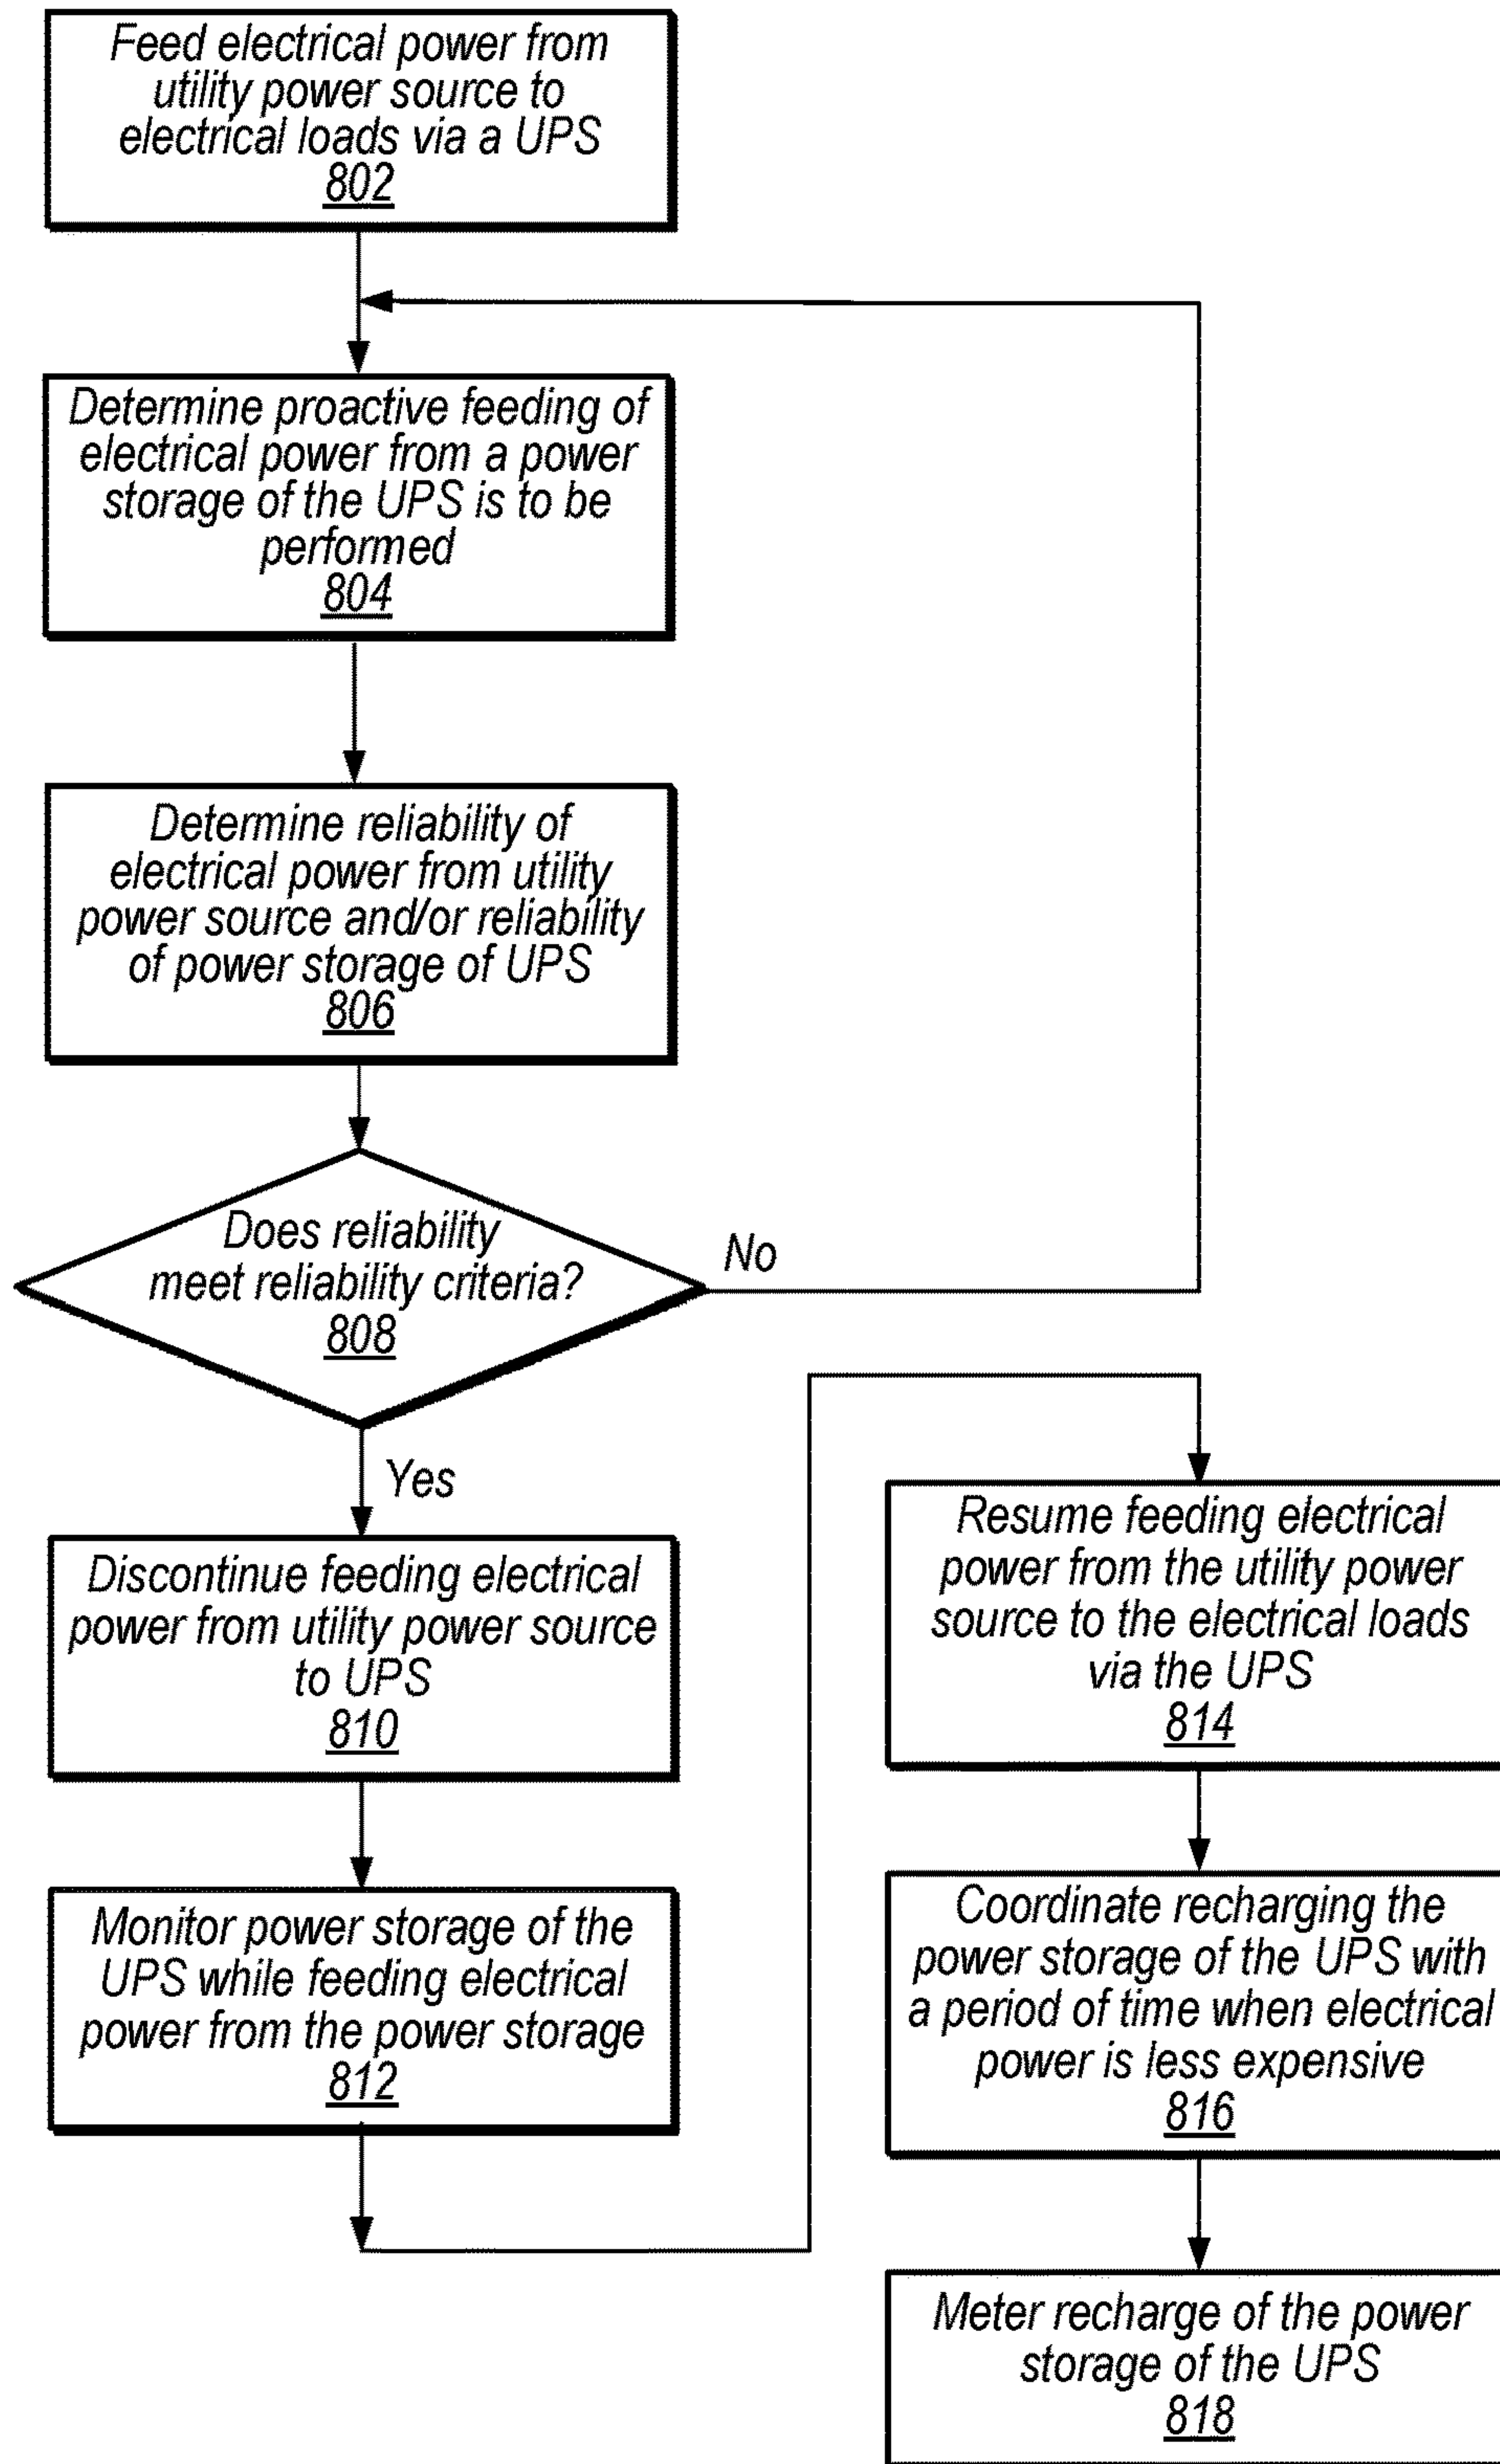 Feed electrical power from
utility power source to
electrical loads via a UPS
802
Determine proactive feeding of
electrical power from a power
storage of the UPS is to be
performed
804
Determine reliability of
electrical power from utility
power source and/or reliability
of power storage of UPS
806
Does reliability
meet reliability criteria?
808
No
Yes
Discontinue feeding electrical
power from utility power source
to UPS
810
Monitor power storage of the
UPS while feeding electrical
power from the power storage
812
Resume feeding electrical
power from the utility power
source to the electrical loads
via the UPS
814
Coordinate recharging the
power storage of the UPS with
a period of time when electrical
power is less expensive
816
Meter recharge of the power
storage of the UPS
818